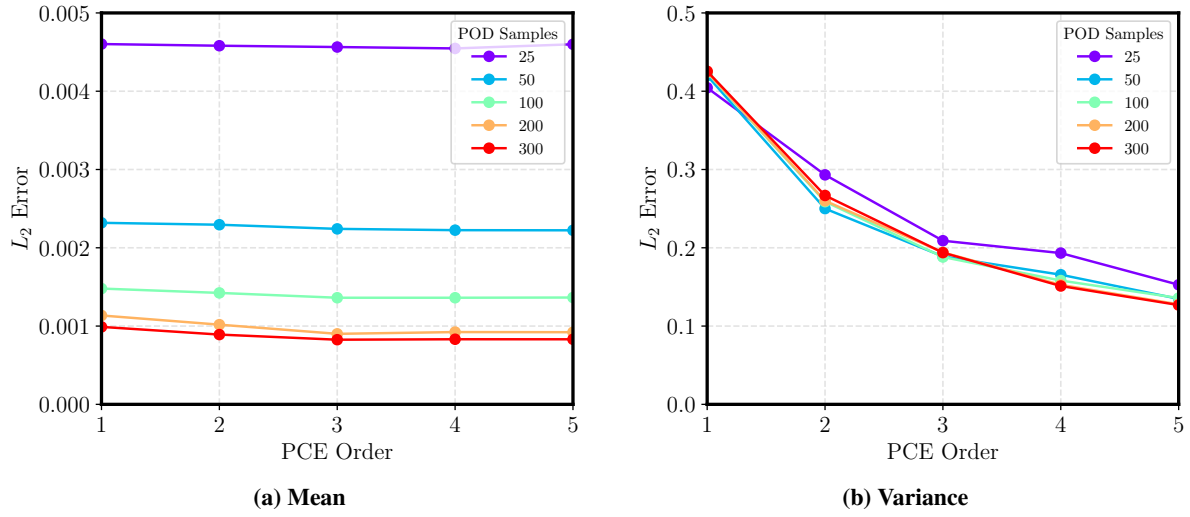 0.005
0.004
0.003
0.002
0.001
0.000
L2 Error
POD Samples
25
50
100
200
300
1 2 3 4 5
PCE Order
(a) Mean
0.5
0.4
0.3
0.2
0.1
0.0
L2 Error
POD Samples
25
50
100
200
300
1 2 3 4 5
PCE Order
(b) Variance